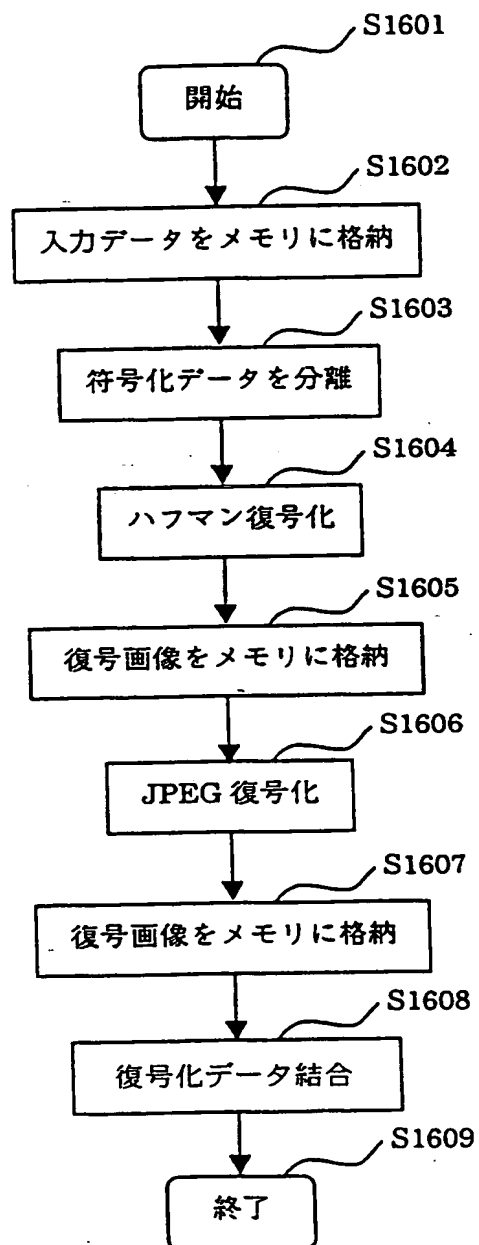 S1601
開始
S1602
入力データをメモリに格納
S1603
符号化データを分離
S1604
ハフマン復号化
S1605
復号画像をメモリに格納
S1606
JPEG 復号化
S1607
復号画像をメモリに格納
S1608
復号化データ結合
S1609
終了